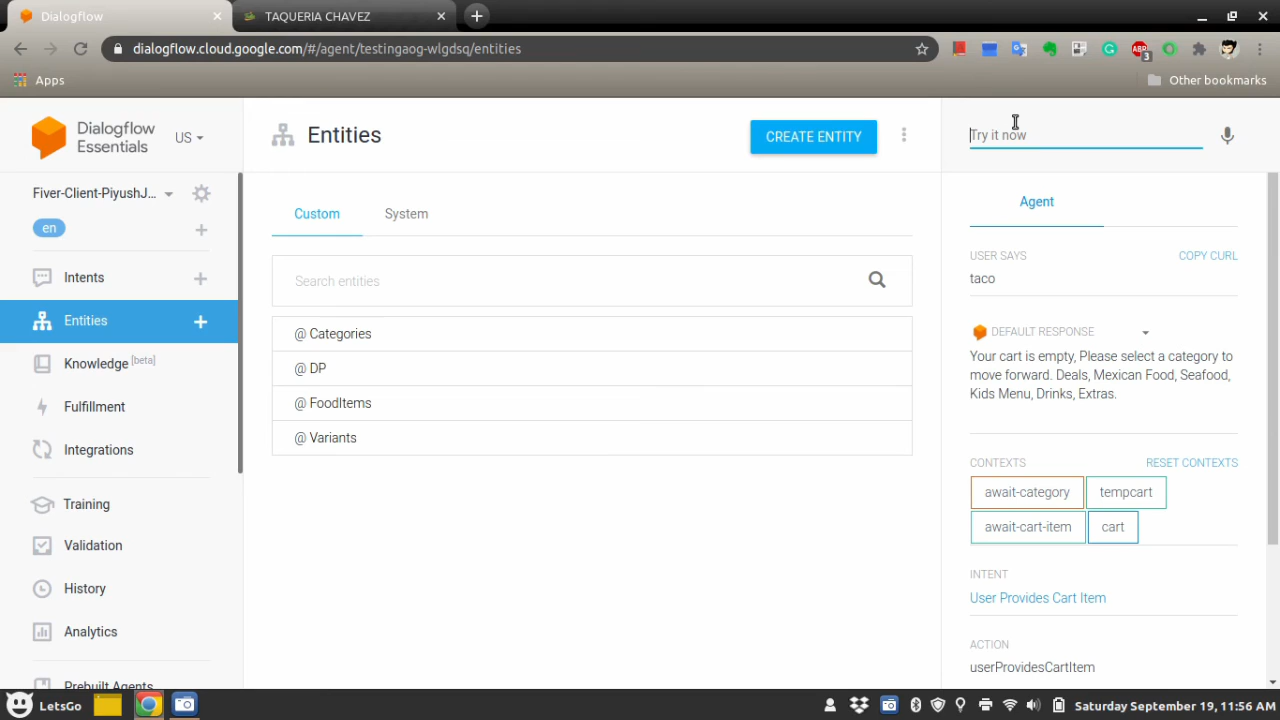 Dialogflow
TAQUERIA CHAVEZ
dialogflow.cloud.google.com/#/agent/testingaog-wlgdsq/entities
ABP
3
Apps
Other bookmarks
Dialogflow
Essentials
US
Fiver-Client-PiyushJ...
en
Intents
Entities
Knowledge [beta]
Fulfillment
Integrations
Training
Validation
History
Analytics
Prebuilt Agents
Entities
CREATE ENTITY
Custom
System
Search entities
@ Categories
@ DP
@ FoodItems
@ Variants
Try it now
Agent
USER SAYS
COPY CURL
taco
DEFAULT RESPONSE
Your cart is empty, Please select a category to
move forward. Deals, Mexican Food, Seafood,
Kids Menu, Drinks, Extras.
CONTEXTS
RESET CONTEXTS
await-category
tempcart
await-cart-item
cart
INTENT
User Provides Cart Item
ACTION
userProvidesCartItem
LetsGo
Saturday September 19, 11:56 AM